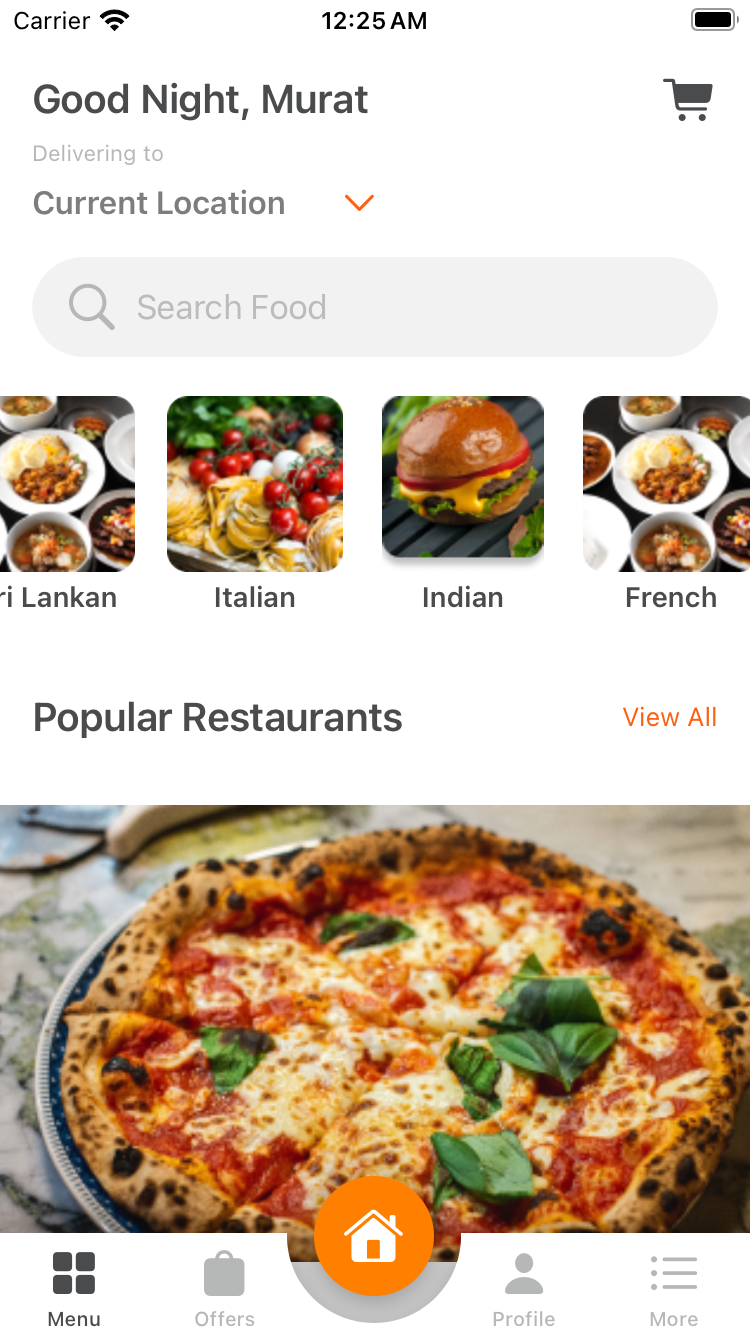 Carrier 12:25 AM
Good Night, Murat
Delivering to
Current Location
Search Food
ri Lankan Italian Indian French
Popular Restaurants View All
Menu Offers Profile More